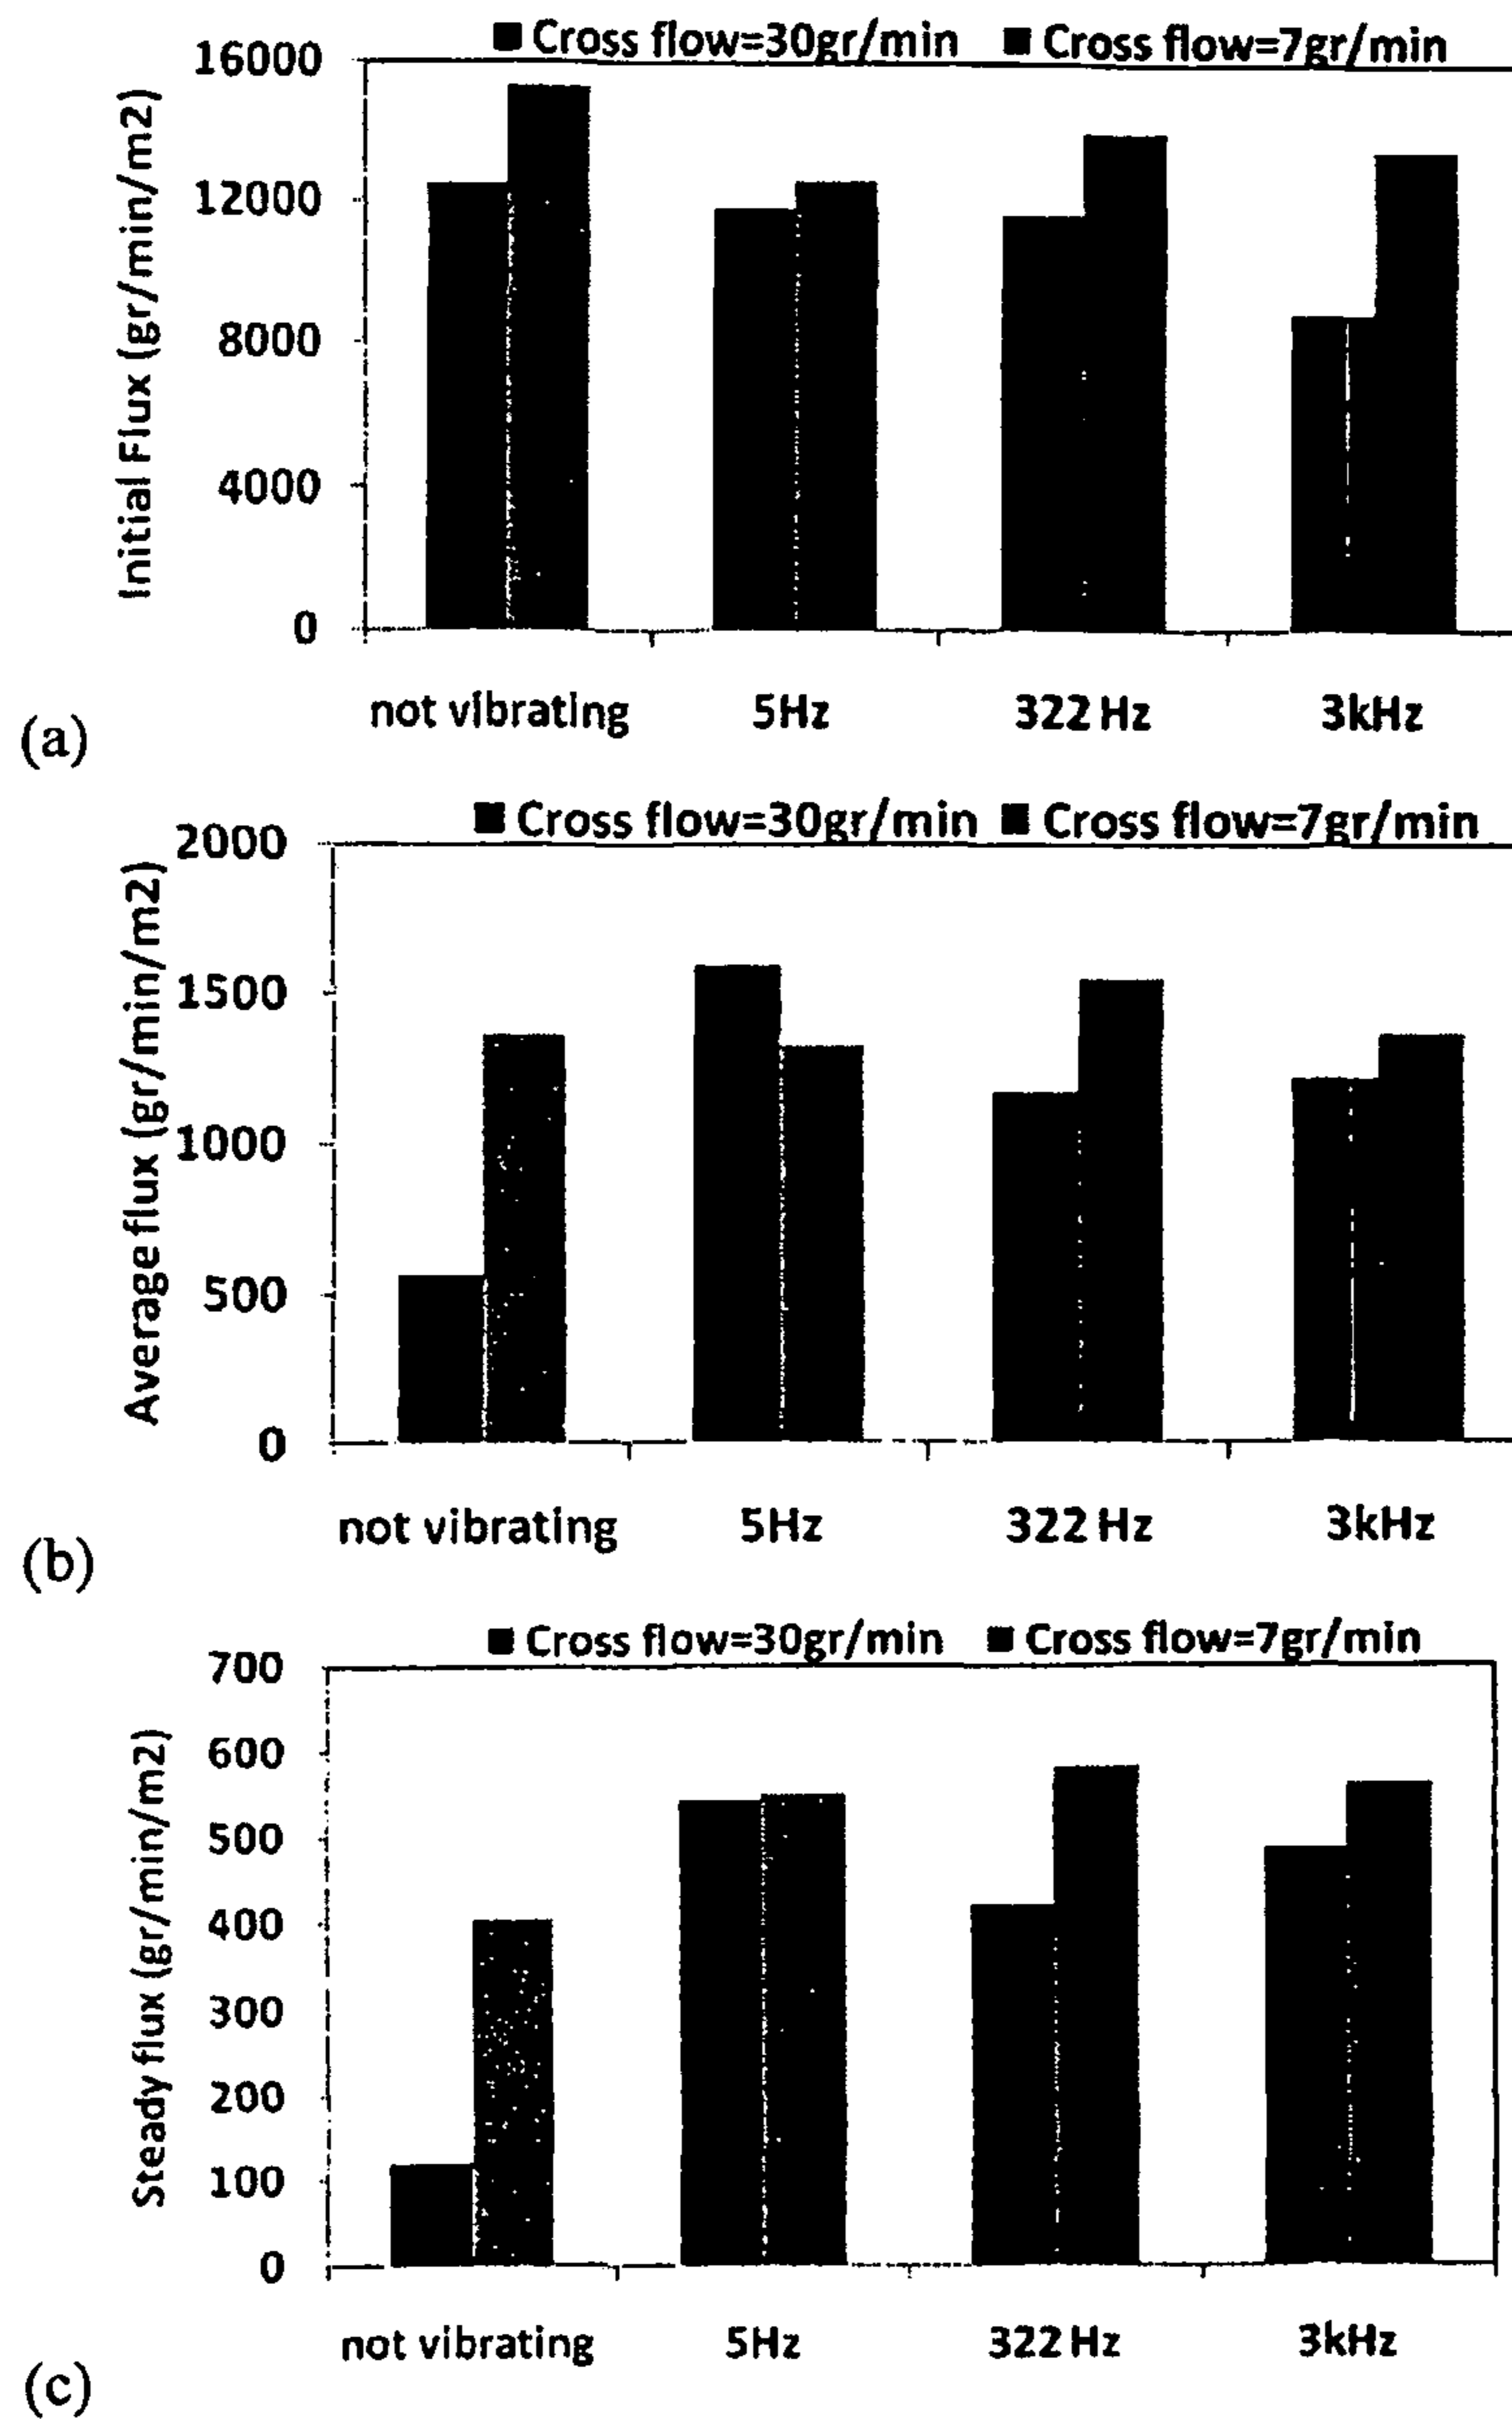 ■ Cross flow=30gr/min ■ Cross flow=7gr/min
16000
12000
8000
4000
0
Initial Flux (gr/min/m2)
not vibrating 5Hz 322 Hz 3kHz
(a)
■ Cross flow=30gr/min ■ Cross flow=7gr/min
2000
1500
1000
500
0
Average flux (gr/min/m2)
not vibrating 5Hz 322 Hz 3kHz
(b)
■ Cross flow=30gr/min ■ Cross flow=7gr/min
700
600
500
400
300
200
100
0
Steady flux (gr/min/m2)
not vibrating 5Hz 322 Hz 3kHz
(c)